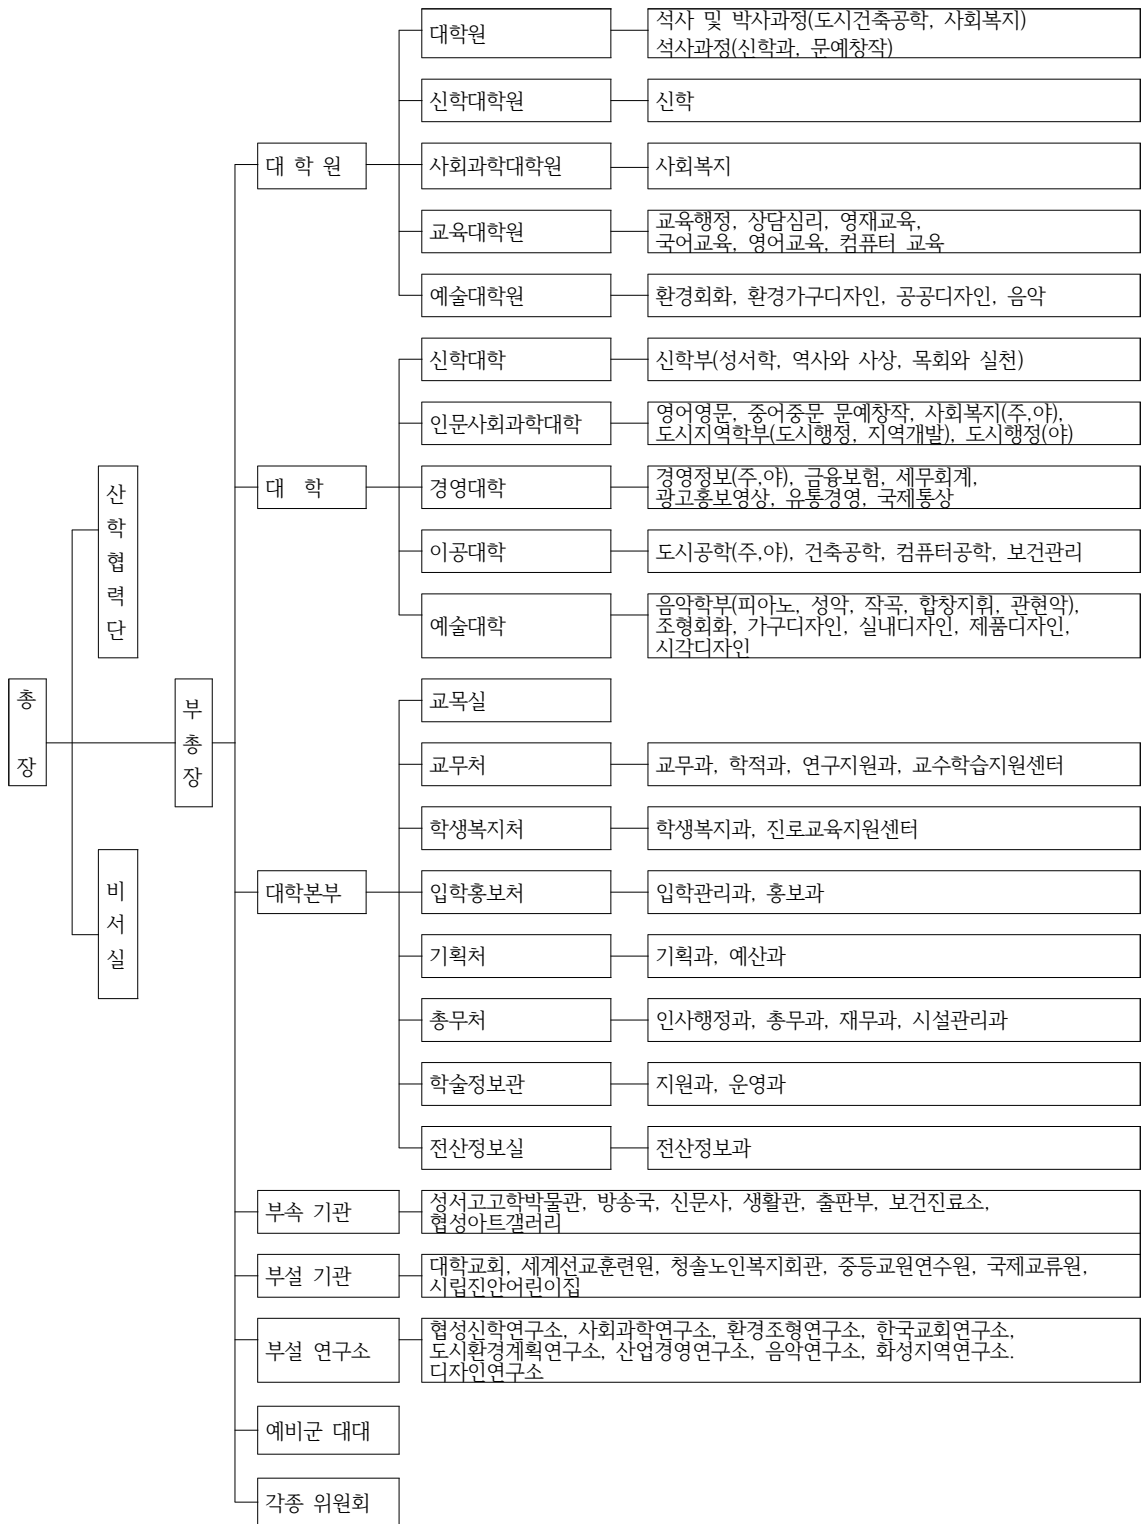 총장
산학협력단
비서실
부총장
대 학 원
대학원
석사 및 박사과정(도시건축공학, 사회복지)
석사과정(신학과, 문예창작)
신학대학원
신학
사회과학대학원
사회복지
교육대학원
교육행정, 상담심리, 영재교육,
국어교육, 영어교육, 컴퓨터 교육
예술대학원
환경회화, 환경가구디자인, 공공디자인, 음악
대 학
신학대학
신학부(성서학, 역사와 사상, 목회와 실천)
인문사회과학대학
영어영문, 중어중문 문예창작, 사회복지(주,야),
도시지역학부(도시행정, 지역개발), 도시행정(야)
경영대학
경영정보(주,야), 금융보험, 세무회계,
광고홍보영상, 유통경영, 국제통상
이공대학
도시공학(주,야), 건축공학, 컴퓨터공학, 보건관리
예술대학
음악학부(피아노, 성악, 작곡, 합창지휘, 관현악),
조형회화, 가구디자인, 실내디자인, 제품디자인,
시각디자인
대학본부
교목실
교무처
교무과, 학적과, 연구지원과, 교수학습지원센터
학생복지처
학생복지과, 진로교육지원센터
입학홍보처
입학관리과, 홍보과
기획처
기획과, 예산과
총무처
인사행정과, 총무과, 재무과, 시설관리과
학술정보관
지원과, 운영과
전산정보실
전산정보과
부속 기관
성서고고학박물관, 방송국, 신문사, 생활관, 출판부, 보건진료소,
협성아트갤러리
부설 기관
대학교회, 세계선교훈련원, 청솔노인복지회관, 중등교원연수원, 국제교류원,
시립진안어린이집
부설 연구소
협성신학연구소, 사회과학연구소, 환경조형연구소, 한국교회연구소,
도시환경계획연구소, 산업경영연구소, 음악연구소, 화성지역연구소.
디자인연구소
예비군 대대
각종 위원회